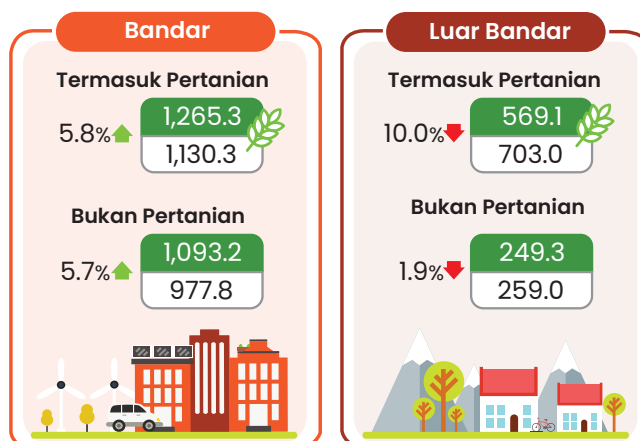 Bandar
Termasuk Pertanian
5.8%
1,265.3
1,130.3
Bukan Pertanian
5.7%
1,093.2
977.8
Luar Bandar
Termasuk Pertanian
10.0%
569.1
703.0
Bukan Pertanian
1.9%
249.3
259.0